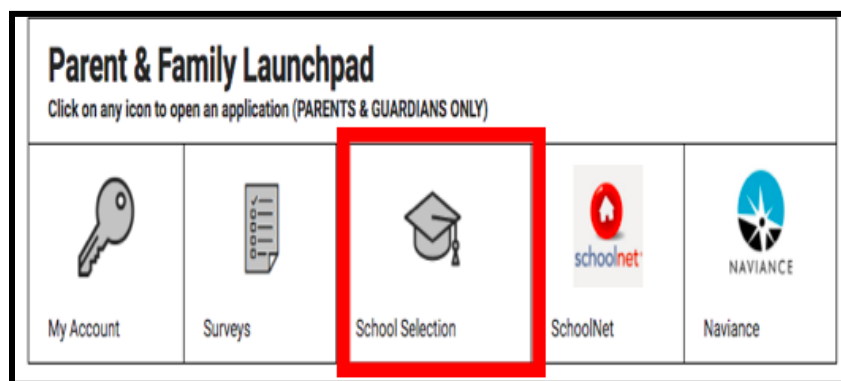 Parent & Family Launchpad
Click on any icon to open an application (PARENTS & GUARDIANS ONLY)
schoolnet
NAVIANCE
My Account
Surveys
School Selection
SchoolNet
Naviance